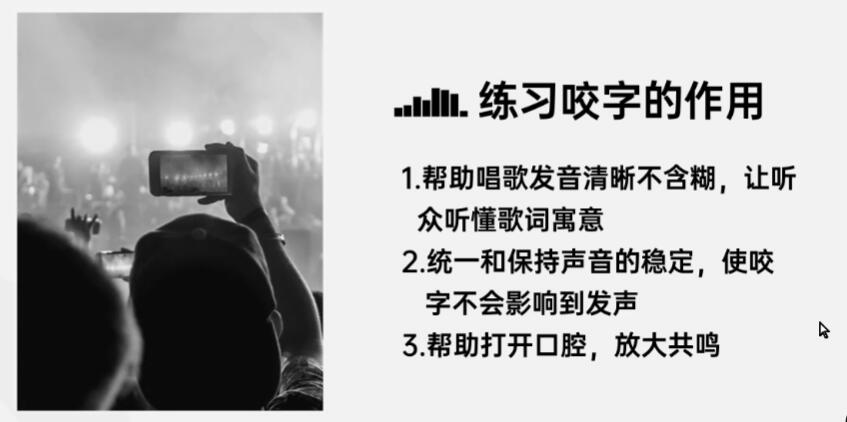 练习咬字的作用
1.帮助唱歌发音清晰不含糊，让听
众听懂歌词寓意
2.统一和保持声音的稳定，使咬
字不会影响到发声
3.帮助打开口腔，放大共鸣